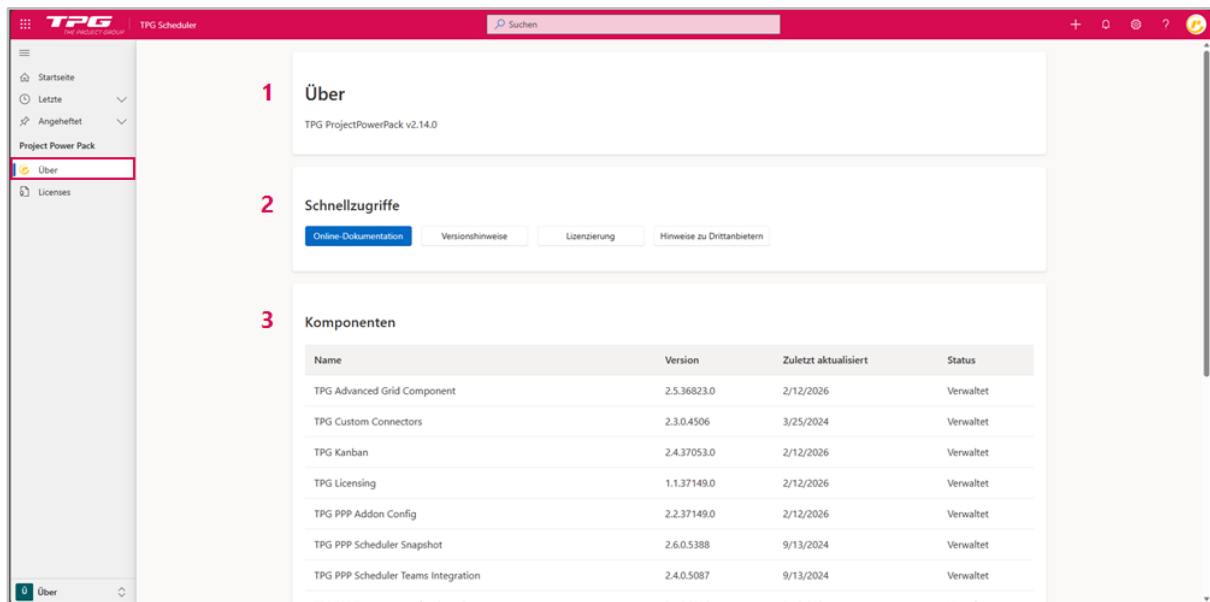 TPG
THE PROJECT GROUP
TPG Scheduler
Suchen
Startseite
Letzte
Angeheftet
Project Power Pack
Über
Licenses
1
Über
TPG ProjectPowerPack v2.14.0
2
Schnellzugriffe
Online-Dokumentation Versionshinweise Lizenzierung Hinweise zu Drittanbietern
3
Komponenten
Name Version Zuletzt aktualisiert Status
TPG Advanced Grid Component 2.5.36823.0 2/12/2026 Verwaltet
TPG Custom Connectors 2.3.0.4506 3/25/2024 Verwaltet
TPG Kanban 2.4.37053.0 2/12/2026 Verwaltet
TPG Licensing 1.1.37149.0 2/12/2026 Verwaltet
TPG PPP Addon Config 2.2.37149.0 2/12/2026 Verwaltet
TPG PPP Scheduler Snapshot 2.6.0.5388 9/13/2024 Verwaltet
TPG PPP Scheduler Teams Integration 2.4.0.5087 9/13/2024 Verwaltet
Ü Über